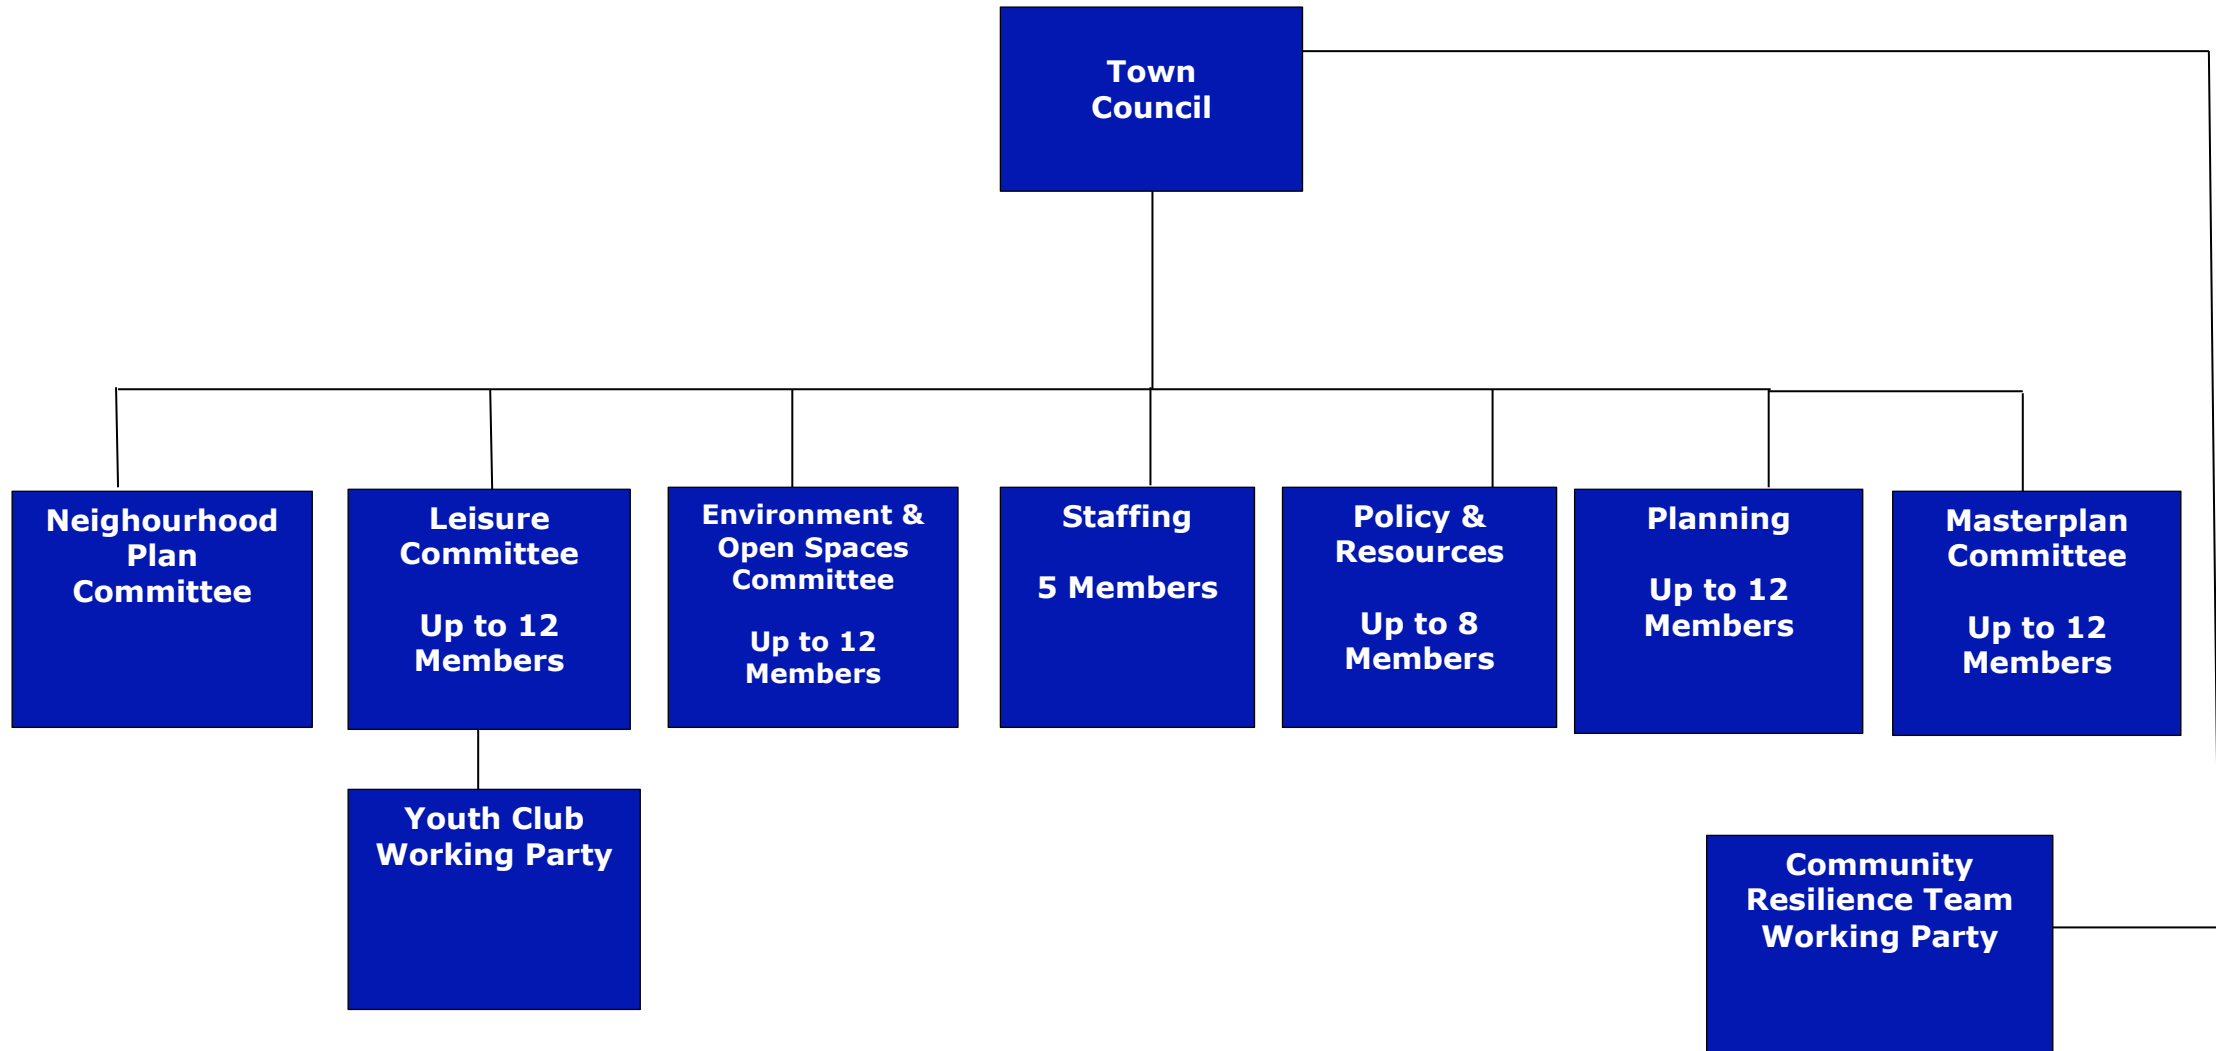 Town
Council
Neighourhood
Plan
Committee
Leisure
Committee
Up to 12
Members
Environment &
Open Spaces
Committee
Up to 12
Members
Staffing
5 Members
Policy &
Resources
Up to 8
Members
Planning
Up to 12
Members
Masterplan
Committee
Up to 12
Members
Youth Club
Working Party
Community
Resilience Team
Working Party